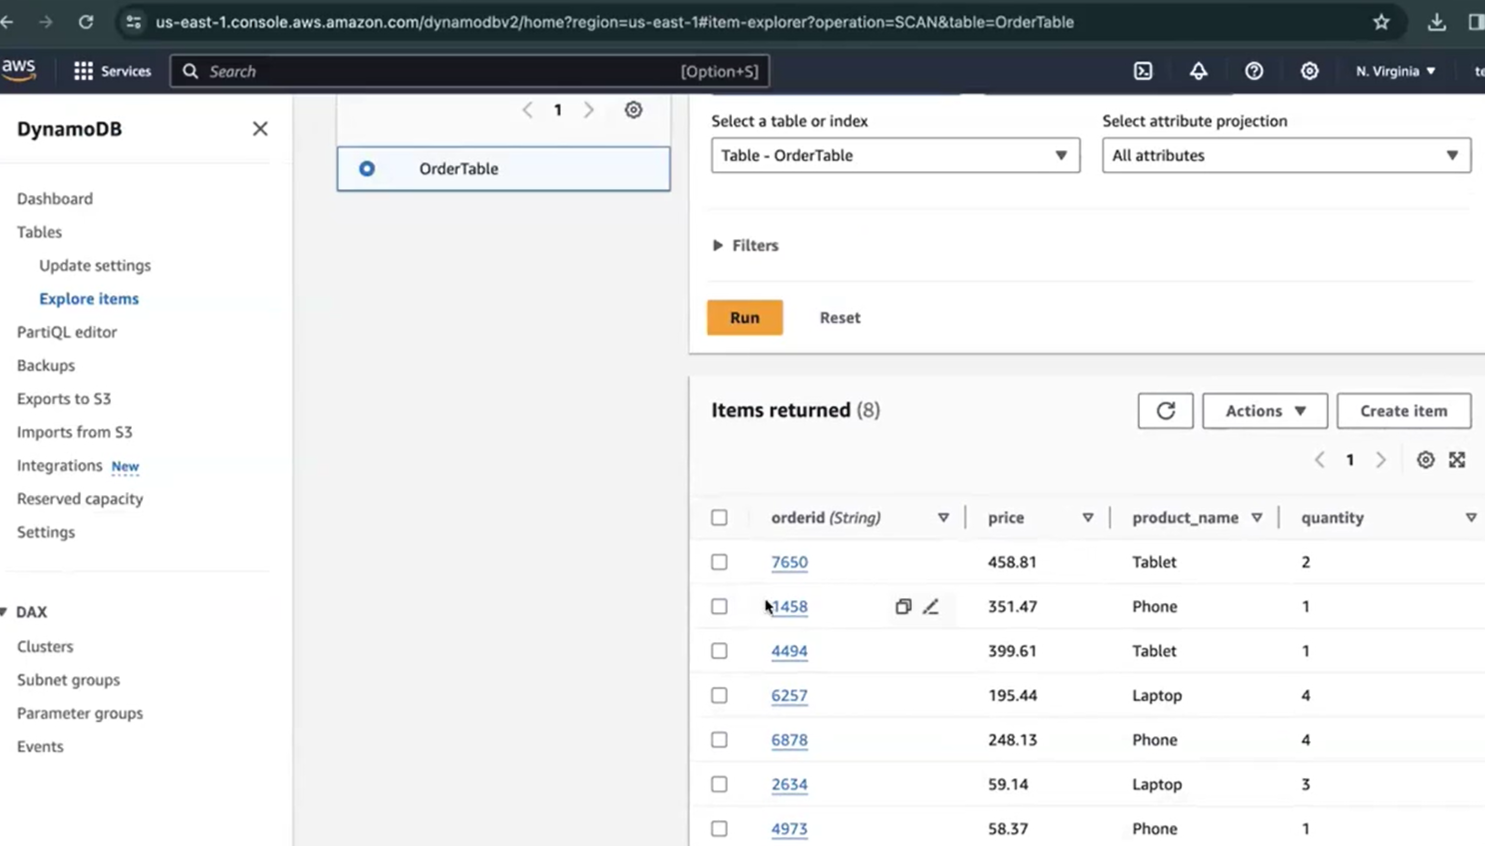 us-east-1.console.aws.amazon.com/dynamodbv2/home?region=us-east-1#item-explorer?operation=SCAN&table=OrderTable
aws Services Search [Option+S] N. Virginia
DynamoDB
Dashboard
Tables
Update settings
Explore items
PartiQL editor
Backups
Exports to S3
Imports from S3
Integrations New
Reserved capacity
Settings
DAX
Clusters
Subnet groups
Parameter groups
Events
1
OrderTable
Select a table or index
Table - OrderTable
Select attribute projection
All attributes
Filters
Run Reset
Items returned (8)
Actions Create item
1
orderid (String) price product_name quantity
7650 458.81 Tablet 2
1458 351.47 Phone 1
4494 399.61 Tablet 1
6257 195.44 Laptop 4
6878 248.13 Phone 4
2634 59.14 Laptop 3
4973 58.37 Phone 1